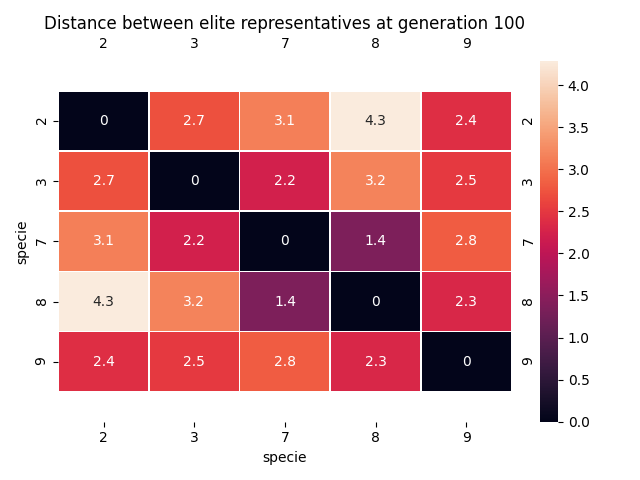 Distance between elite representatives at generation 100
2 3 7 8 9
2 0 2.7 3.1 4.3 2.4 2
3 2.7 0 2.2 3.2 2.5 3
7 3.1 2.2 0 1.4 2.8 7
8 4.3 3.2 1.4 0 2.3 8
9 2.4 2.5 2.8 2.3 0 9
2 3 7 8 9
specie
specie
4.0
3.5
3.0
2.5
2.0
1.5
1.0
0.5
0.0